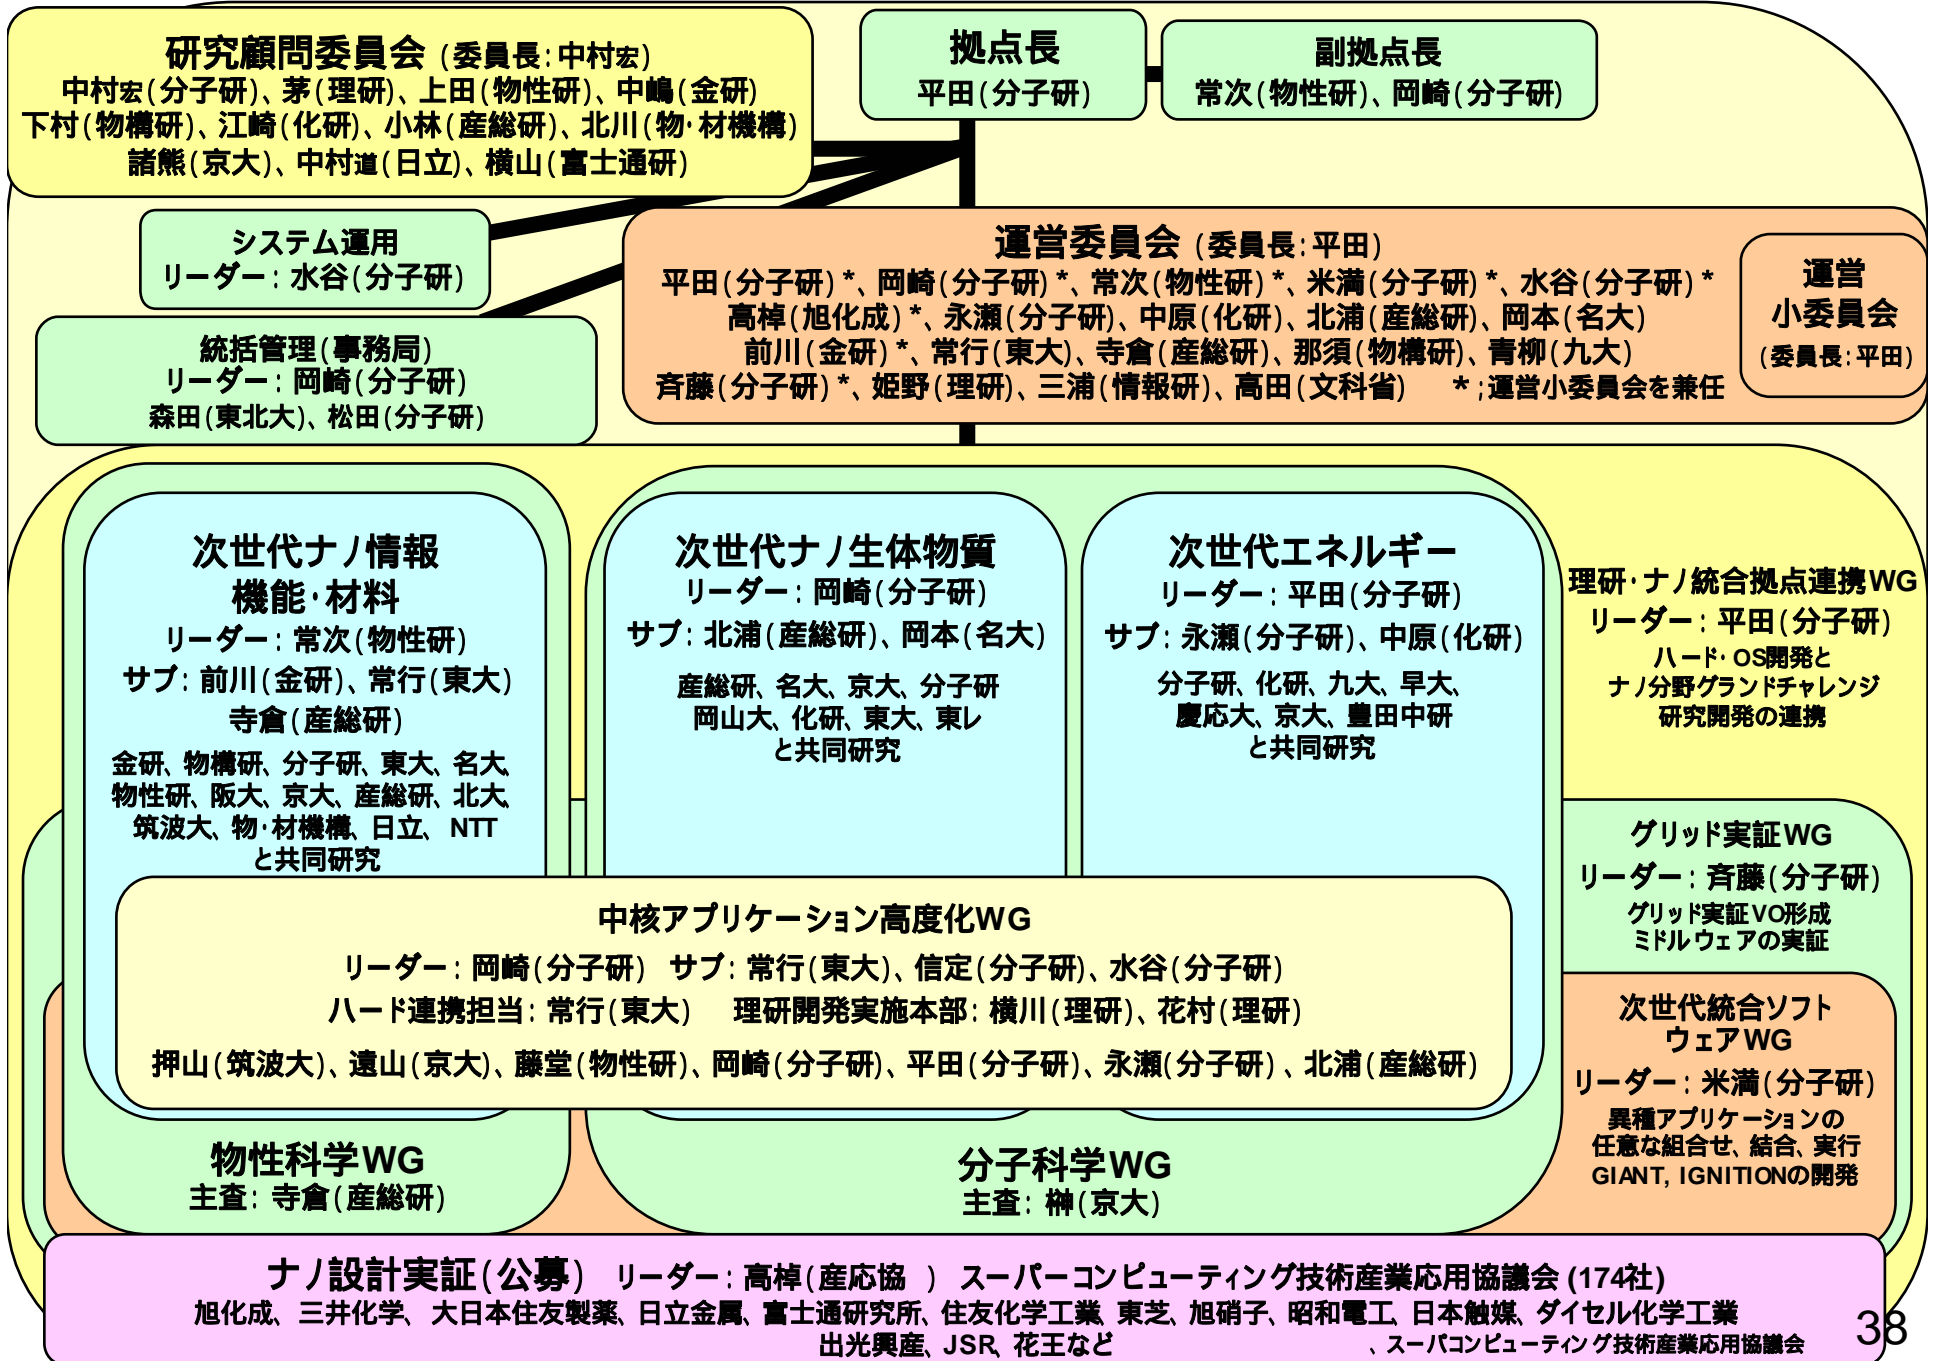 研究顧問委員会 (委員長:中村宏)
中村宏(分子研)、茅(理研)、上田(物性研)、中嶋(金研)
下村(物構研)、江崎(化研)、小林(産総研)、北川(物・材機構)
諸熊(京大)、中村道(日立)、横山(富士通研)
拠点長
平田(分子研)
副拠点長
常次(物性研)、岡崎(分子研)
システム運用
リーダー: 水谷(分子研)
統括管理(事務局)
リーダー: 岡崎(分子研)
森田(東北大)、松田(分子研)
運営委員会 (委員長:平田)
平田(分子研)*、岡崎(分子研)*、常次(物性研)*、米満(分子研)*、水谷(分子研)*
高棹(旭化成)*、永瀬(分子研)、中原(化研)、北浦(産総研)、岡本(名大)
前川(金研)*、常行(東大)、寺倉(産総研)、那須(物構研)、青柳(九大)
斉藤(分子研)*、姫野(理研)、三浦(情報研)、高田(文科省) *;運営小委員会を兼任
運営
小委員会
(委員長:平田)
次世代ナノ情報
機能・材料
リーダー: 常次(物性研)
サブ: 前川(金研)、常行(東大)
寺倉(産総研)
金研、物構研、分子研、東大、名大、
物性研、阪大、京大、産総研、北大、
筑波大、物・材機構、日立、NTT
と共同研究
次世代ナノ生体物質
リーダー: 岡崎(分子研)
サブ: 北浦(産総研)、岡本(名大)
産総研、名大、京大、分子研
岡山大、化研、東大、東レ
と共同研究
次世代エネルギー
リーダー: 平田(分子研)
サブ: 永瀬(分子研)、中原(化研)
分子研、化研、九大、早大、
慶応大、京大、豊田中研
と共同研究
理研・ナノ統合拠点連携WG
リーダー: 平田(分子研)
ハード・OS開発と
ナノ分野グランドチャレンジ
研究開発の連携
グリッド実証WG
リーダー: 斉藤(分子研)
グリッド実証VO形成
ミドルウェアの実証
中核アプリケーション高度化WG
リーダー: 岡崎(分子研) サブ: 常行(東大)、信定(分子研)、水谷(分子研)
ハード連携担当: 常行(東大) 理研開発実施本部: 横川(理研)、花村(理研)
押山(筑波大)、遠山(京大)、藤堂(物性研)、岡崎(分子研)、平田(分子研)、永瀬(分子研)、北浦(産総研)
次世代統合ソフト
ウェアWG
リーダー: 米満(分子研)
異種アプリケーションの
任意な組合せ、結合、実行
GIANT, IGNITIONの開発
物性科学WG
主査: 寺倉(産総研)
分子科学WG
主査: 榊(京大)
ナノ設計実証(公募) リーダー: 高棹(産応協 ) スーパーコンピューティング技術産業応用協議会 (174社)
旭化成、三井化学、大日本住友製薬、日立金属、富士通研究所、住友化学工業、東芝、旭硝子、昭和電工、日本触媒、ダイセル化学工業
出光興産、JSR、花王など
、スーパコンピューティング技術産業応用協議会
38